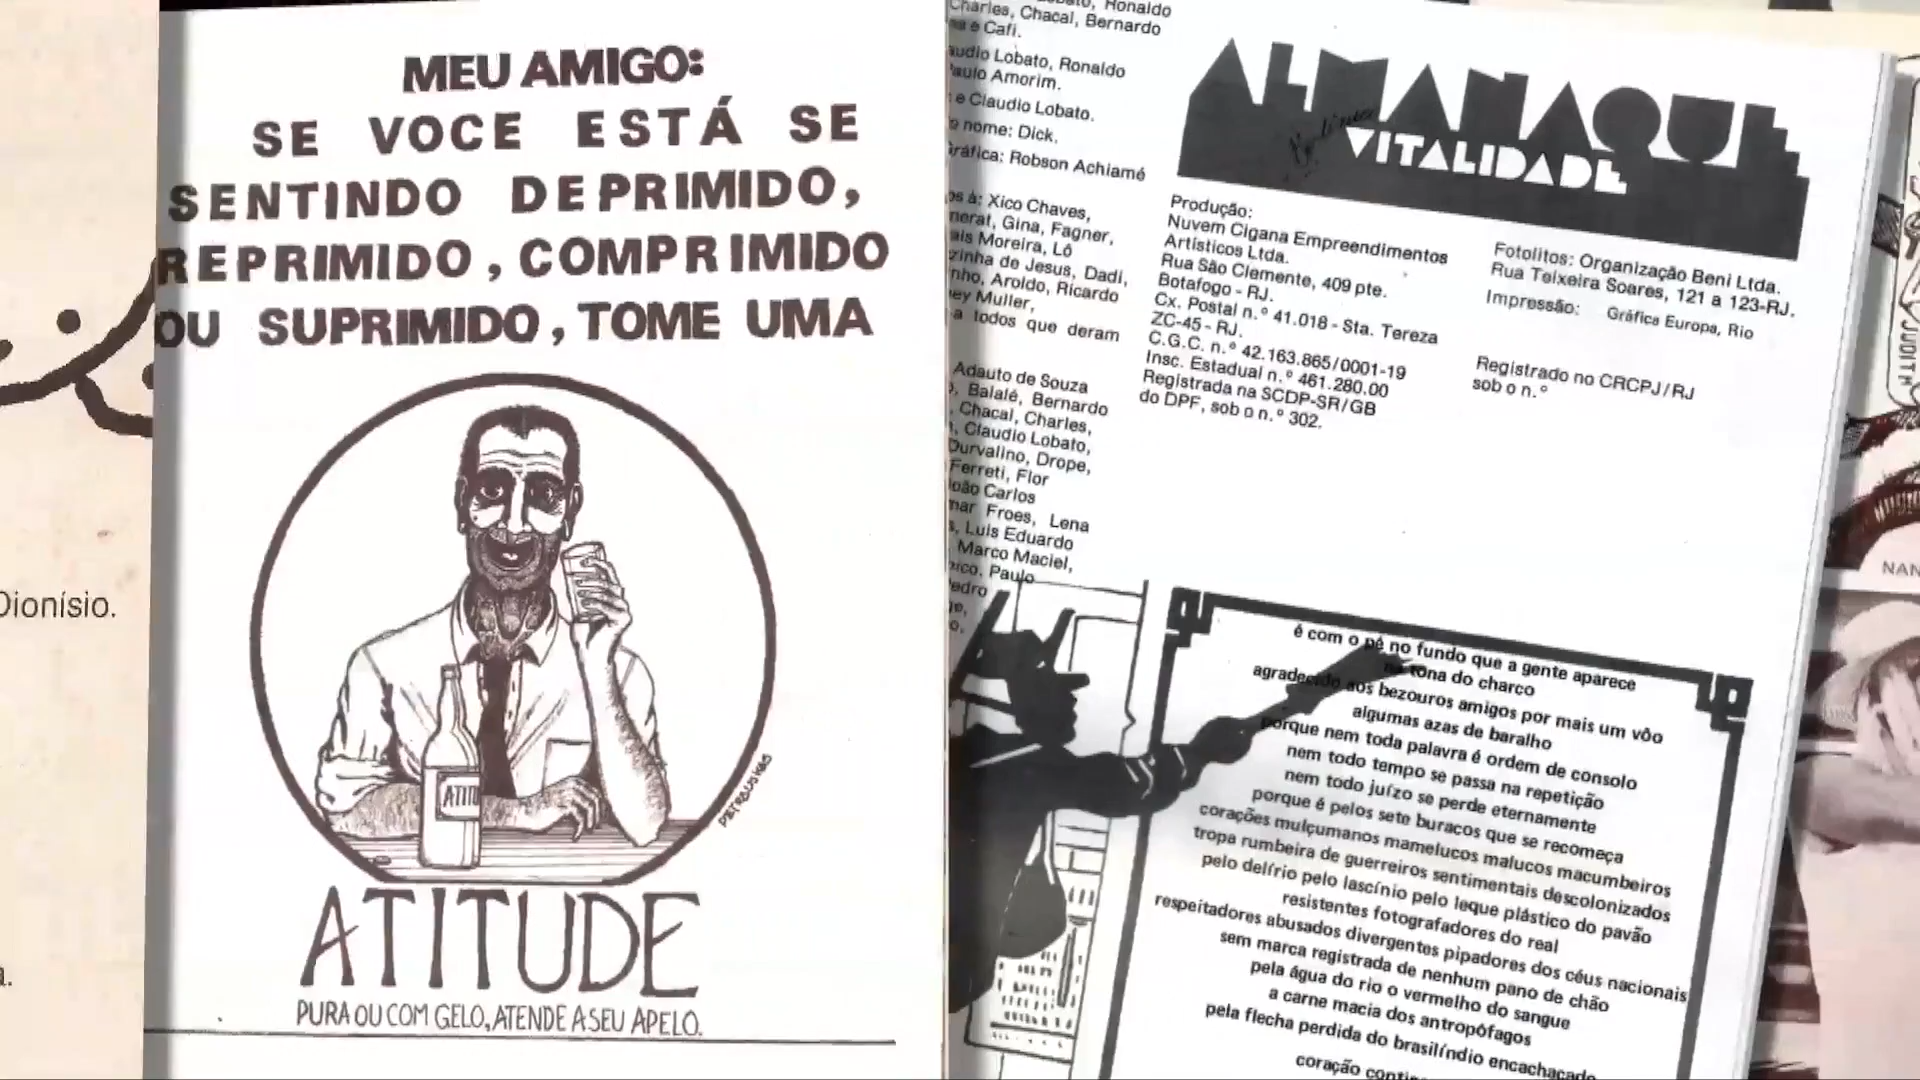 MEU AMIGO:
SE VOCE ESTÁ SE
SENTINDO DEPRIMIDO,
REPRIMIDO, COMPRIMIDO
OU SUPRIMIDO, TOME UMA
ATITU
PETRBUSKAS
ATITUDE
PURA OU COM GELO, ATENDE A SEU APELO.
Dionísio.
Ronaldo
Charles, Chacal, Bernardo
e Cafi.
Claudio Lobato, Ronaldo
Paulo Amorim.
e Claudio Lobato.
nome: Dick.
Gráfica: Robson Achiamé
à: Xico Chaves,
Gina, Fagner,
Moreira, Lô
de Jesus, Dadi,
Aroldo, Ricardo
Muller,
a todos que deram
Adauto de Souza
Balalé, Bernardo
Chacal, Charles,
Claudio Lobato,
Durvalino, Drope,
Ferreti, Flor
João Carlos
Froes, Lena
Luis Eduardo
Marco Maciel,
Paulo
ALMANAQUE
VITALIDADE
Produção:
Nuvem Cigana Empreendimentos
Artísticos Ltda.
Rua São Clemente, 409 pte.
Botafogo - RJ.
Cx. Postal n.º 41.018 - Sta. Tereza
ZC-45 - RJ.
C.G.C. n.º 42.163.865/0001-19
Insc. Estadual n.º 461.280.00
Registrada na SCDP-SR/GB
do DPF, sob o n.º 302.
Fotolitos: Organização Beni Ltda.
Rua Teixeira Soares, 121 a 123-RJ.
Impressão: Gráfica Europa, Rio
Registrado no CRCPJ/RJ
sob o n.º
é com o pé no fundo que a gente aparece
na tona do charco
agradecido aos bezouros amigos por mais um vôo
algumas azas de baralho
porque nem toda palavra é ordem de consolo
nem todo tempo se passa na repetição
nem todo juízo se perde eternamente
porque é pelos sete buracos que se recomeça
corações mulçumanos mamelucos malucos macumbeiros
tropa rumbeira de guerreiros sentimentais descolonizados
pelo delírio pelo lascínio pelo leque plástico do pavão
resistentes fotografadores do real
respeitadores abusados divergentes pipadores dos céus nacionais
sem marca registrada de nenhum pano de chão
pela água do rio o vermelho do sangue
a carne macia dos antropófagos
pela flecha perdida do brasilíndio encachaçado
coração
JUDITH
NAN